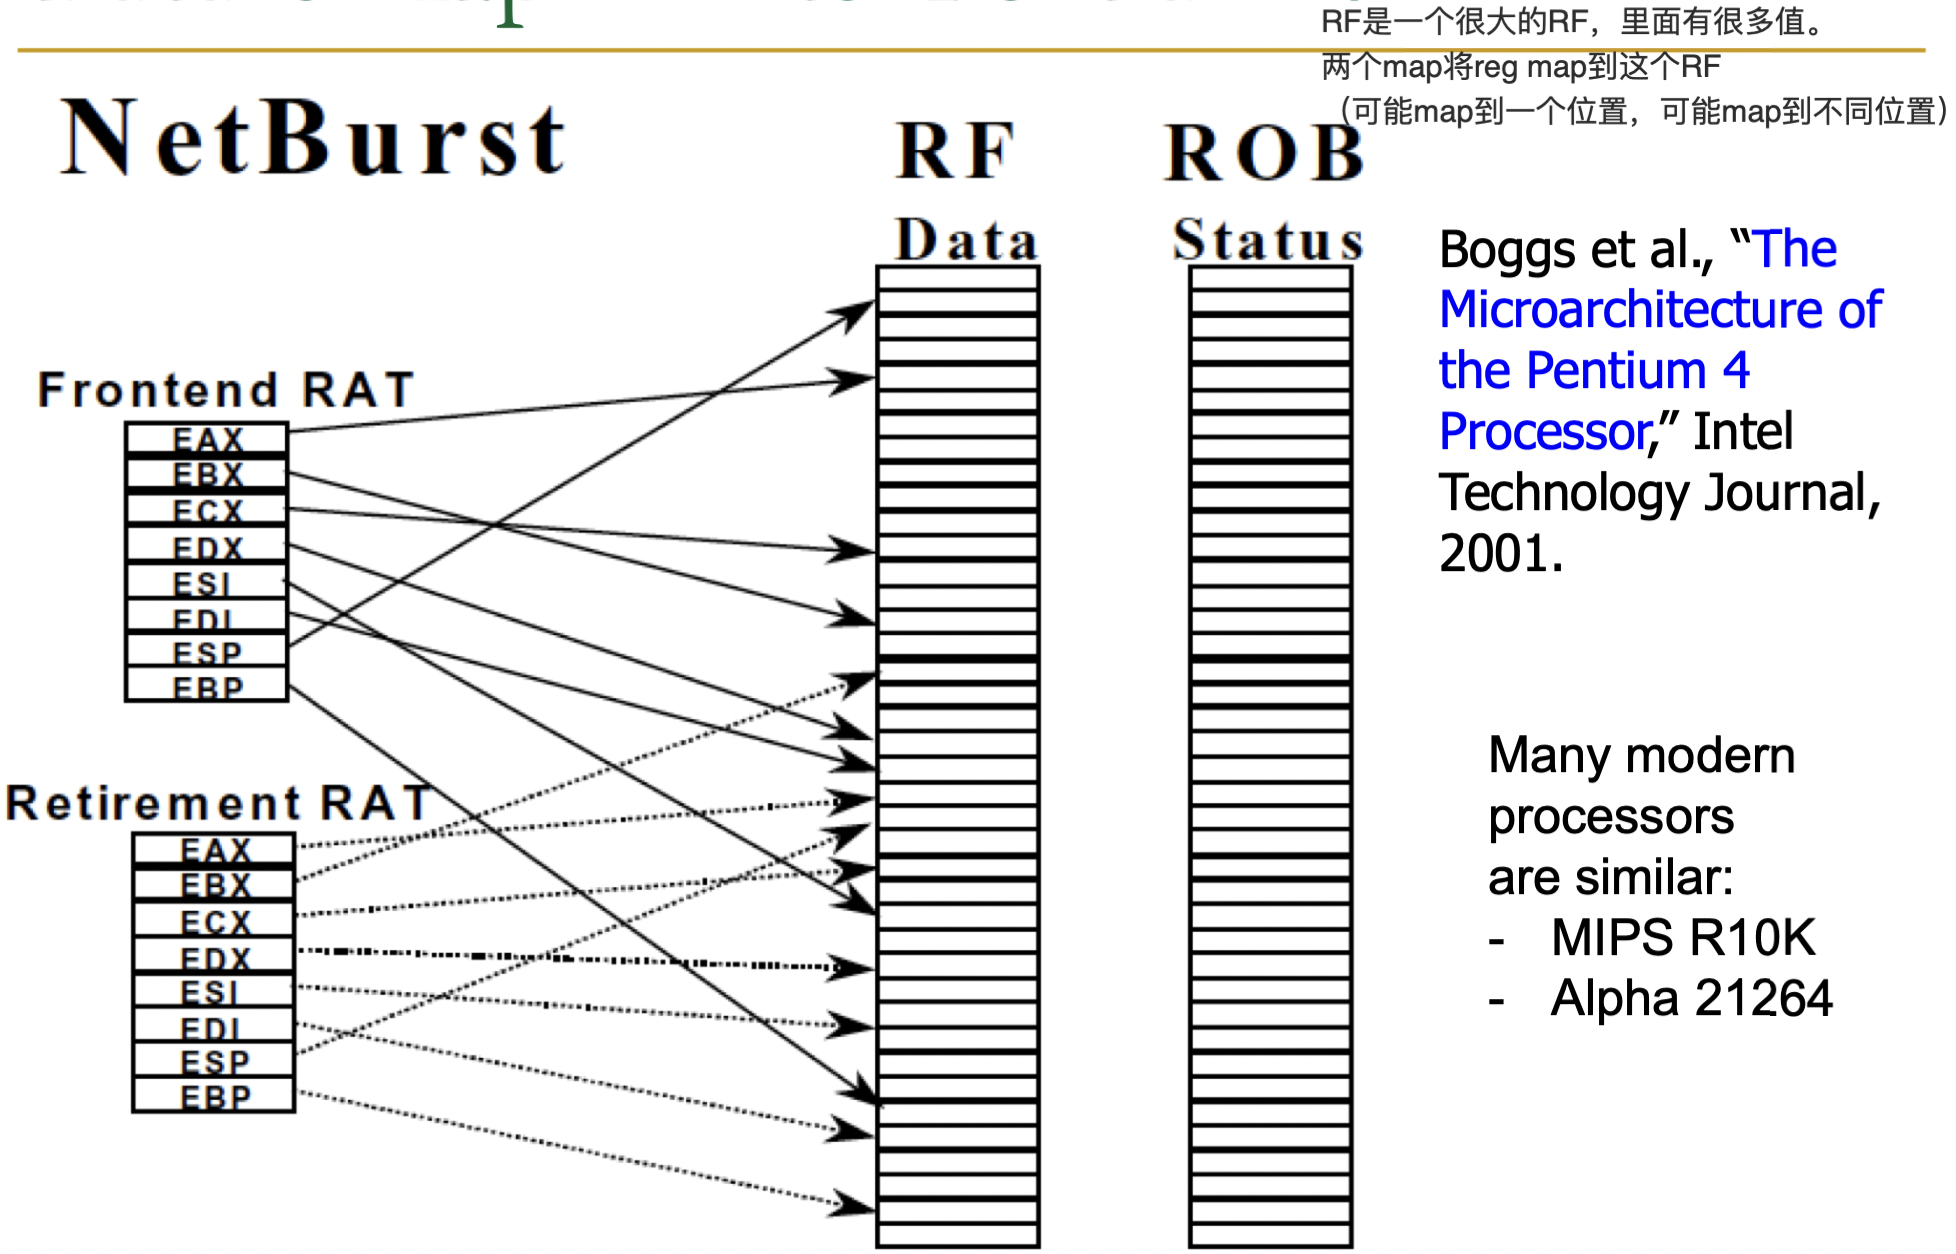 RF是一个很大的RF，里面有很多值。
两个map将reg map到这个RF
（可能map到一个位置，可能map到不同位置）
NetBurst
RF
ROB
Data
Status
Frontend RAT
EAX
EBX
ECX
EDX
ESI
EDI
ESP
EBP
Retirement RAT
EAX
EBX
ECX
EDX
ESI
EDI
ESP
EBP
Boggs et al., “The
Microarchitecture of
the Pentium 4
Processor,” Intel
Technology Journal,
2001.
Many modern
processors
are similar:
- MIPS R10K
- Alpha 21264